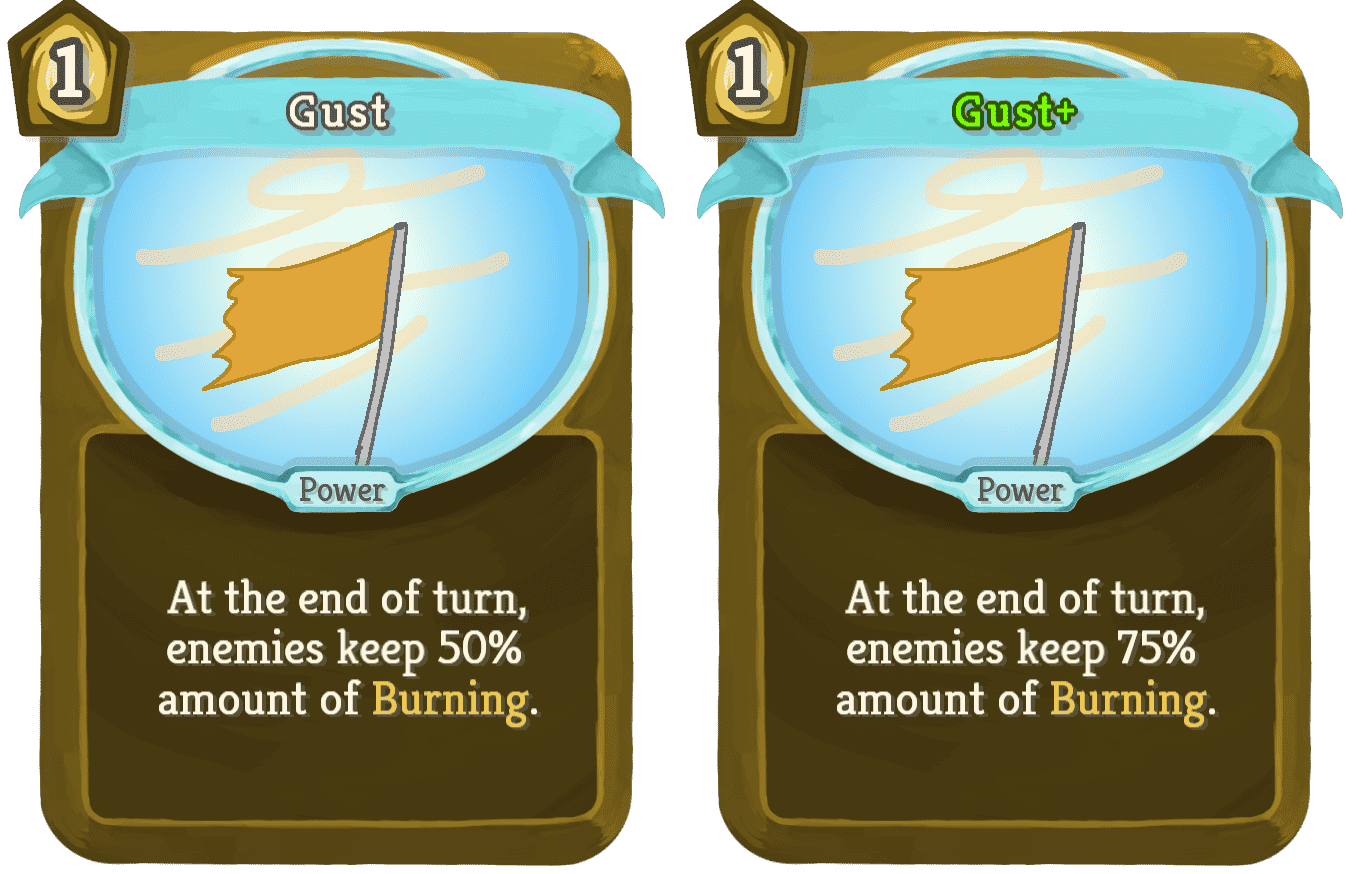 1
Gust
Power
At the end of turn,
enemies keep 50%
amount of Burning.
1
Gust+
Power
At the end of turn,
enemies keep 75%
amount of Burning.